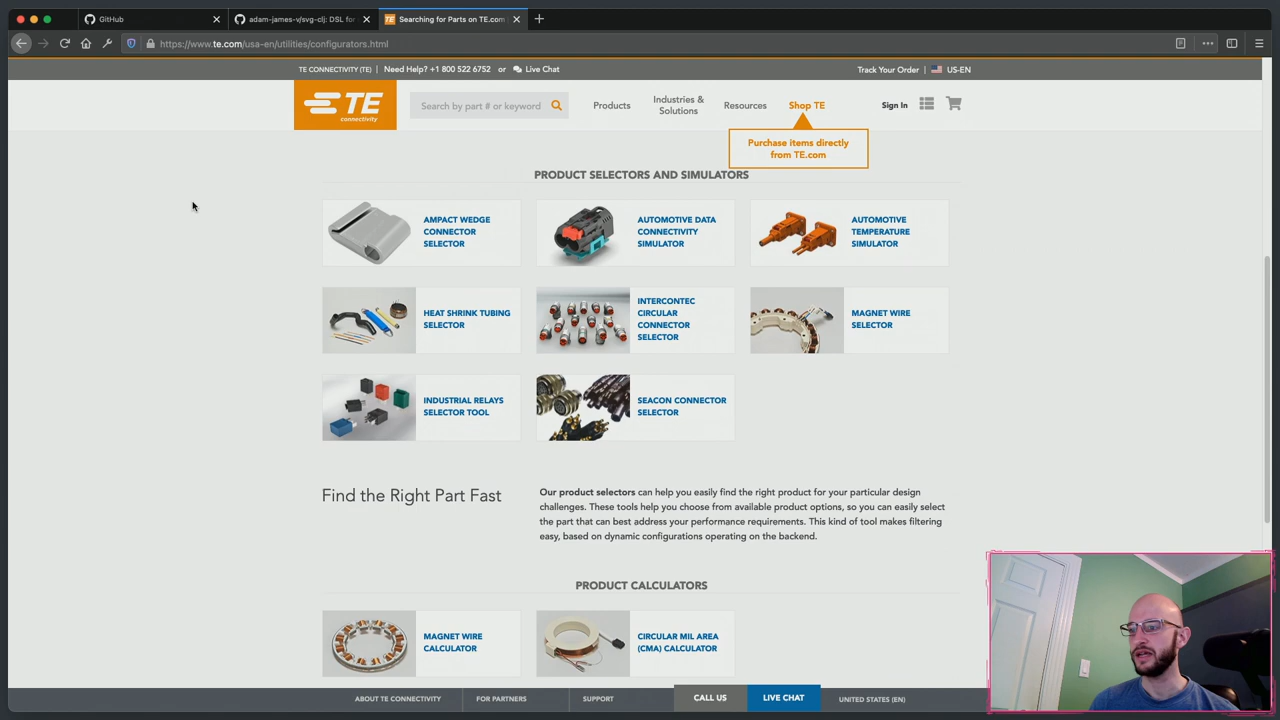 GitHub
adam-james-v/svg-clj: DSL for
Searching for Parts on TE.com
https://www.te.com/usa-en/utilities/configurators.html
TE CONNECTIVITY (TE) | Need Help? +1 800 522 6752 or Live Chat
Track Your Order | US-EN
TE
connectivity
Search by part # or keyword
Products
Industries &
Solutions
Resources
Shop TE
Sign In
Purchase items directly
from TE.com
PRODUCT SELECTORS AND SIMULATORS
AMPACT WEDGE
CONNECTOR
SELECTOR
AUTOMOTIVE DATA
CONNECTIVITY
SIMULATOR
AUTOMOTIVE
TEMPERATURE
SIMULATOR
HEAT SHRINK TUBING
SELECTOR
INTERCONTEC
CIRCULAR
CONNECTOR
SELECTOR
MAGNET WIRE
SELECTOR
INDUSTRIAL RELAYS
SELECTOR TOOL
SEACON CONNECTOR
SELECTOR
Find the Right Part Fast
Our product selectors can help you easily find the right product for your particular design
challenges. These tools help you choose from available product options, so you can easily select
the part that can best address your performance requirements. This kind of tool makes filtering
easy, based on dynamic configurations operating on the backend.
PRODUCT CALCULATORS
MAGNET WIRE
CALCULATOR
CIRCULAR MIL AREA
(CMA) CALCULATOR
ABOUT TE CONNECTIVITY
FOR PARTNERS
SUPPORT
CALL US
LIVE CHAT
UNITED STATES (EN)